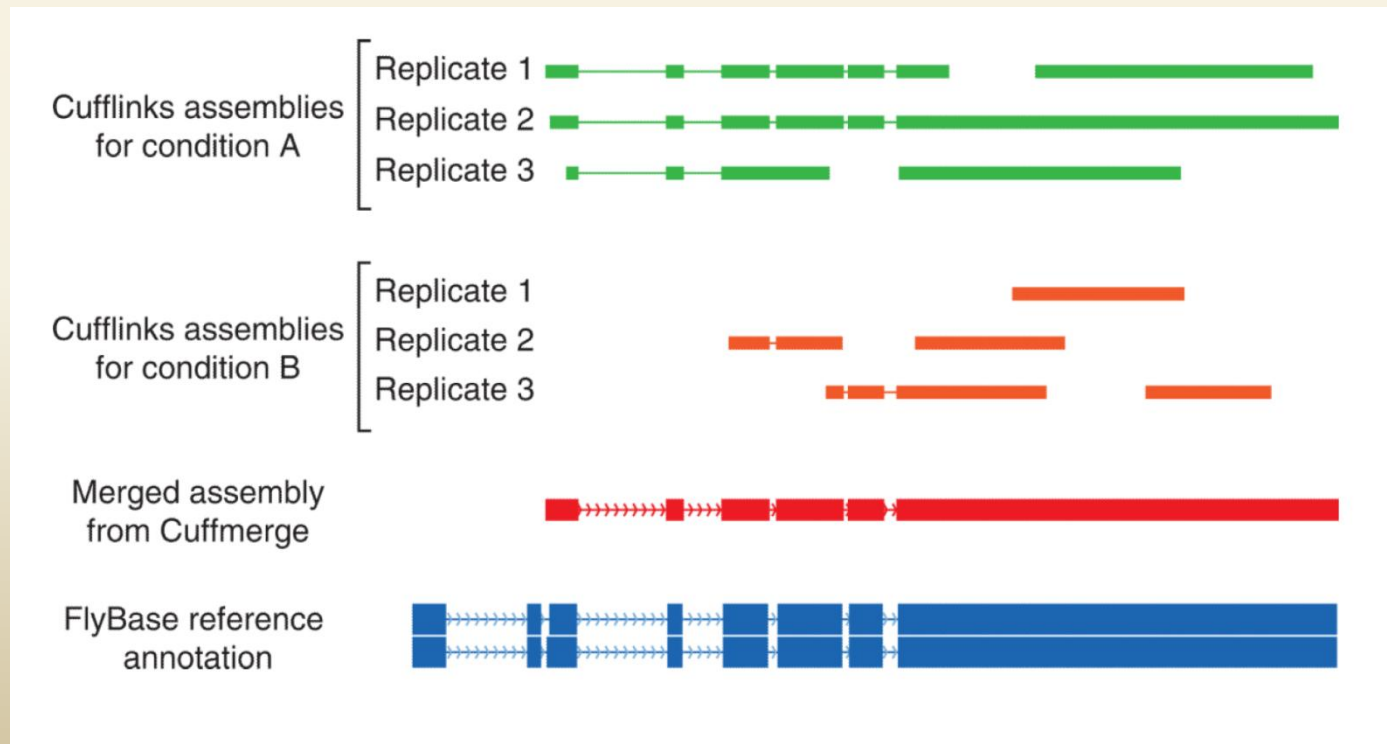 Cufflinks assemblies
for condition A
Replicate 1
Replicate 2
Replicate 3
Cufflinks assemblies
for condition B
Replicate 1
Replicate 2
Replicate 3
Merged assembly
from Cuffmerge
FlyBase reference
annotation